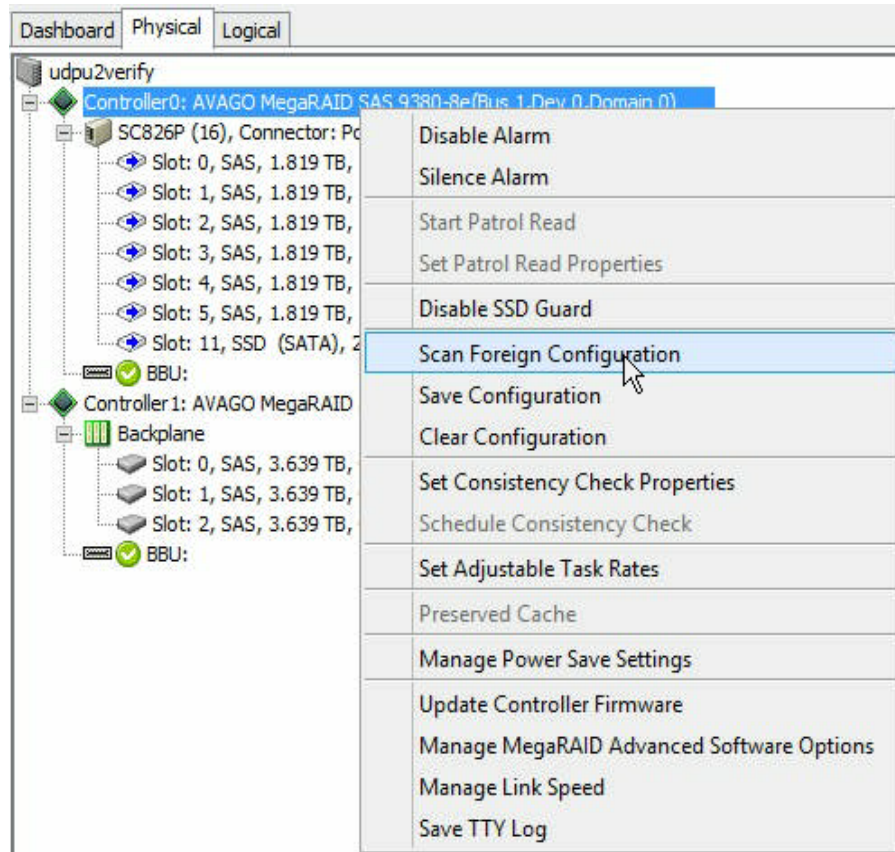 Dashboard Physical Logical
udpu2verify
Controller0: AVAGO MegaRAID SAS 9380-8e(Bus 1,Dev 0,Domain 0)
SC826P (16), Connector: Po
Slot: 0, SAS, 1.819 TB,
Slot: 1, SAS, 1.819 TB,
Slot: 2, SAS, 1.819 TB,
Slot: 3, SAS, 1.819 TB,
Slot: 4, SAS, 1.819 TB,
Slot: 5, SAS, 1.819 TB,
Slot: 11, SSD (SATA), 2
BBU:
Controller1: AVAGO MegaRAID
Backplane
Slot: 0, SAS, 3.639 TB,
Slot: 1, SAS, 3.639 TB,
Slot: 2, SAS, 3.639 TB,
BBU:
Disable Alarm
Silence Alarm
Start Patrol Read
Set Patrol Read Properties
Disable SSD Guard
Scan Foreign Configuration
Save Configuration
Clear Configuration
Set Consistency Check Properties
Schedule Consistency Check
Set Adjustable Task Rates
Preserved Cache
Manage Power Save Settings
Update Controller Firmware
Manage MegaRAID Advanced Software Options
Manage Link Speed
Save TTY Log